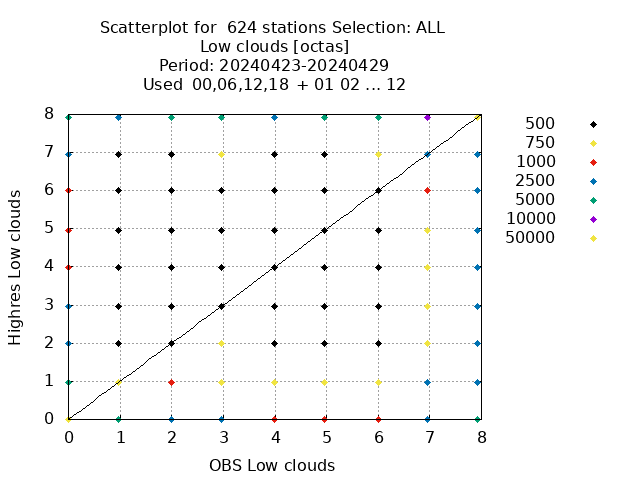 Scatterplot for  624 stations Selection: ALL
Low clouds [octas]
Period: 20240423-20240429
Used  00,06,12,18  + 01 02 ... 12
Highres Low clouds
8
7
6
5
4
3
2
1
0
0 1 2 3 4 5 6 7 8
OBS Low clouds
500
750
1000
2500
5000
10000
50000